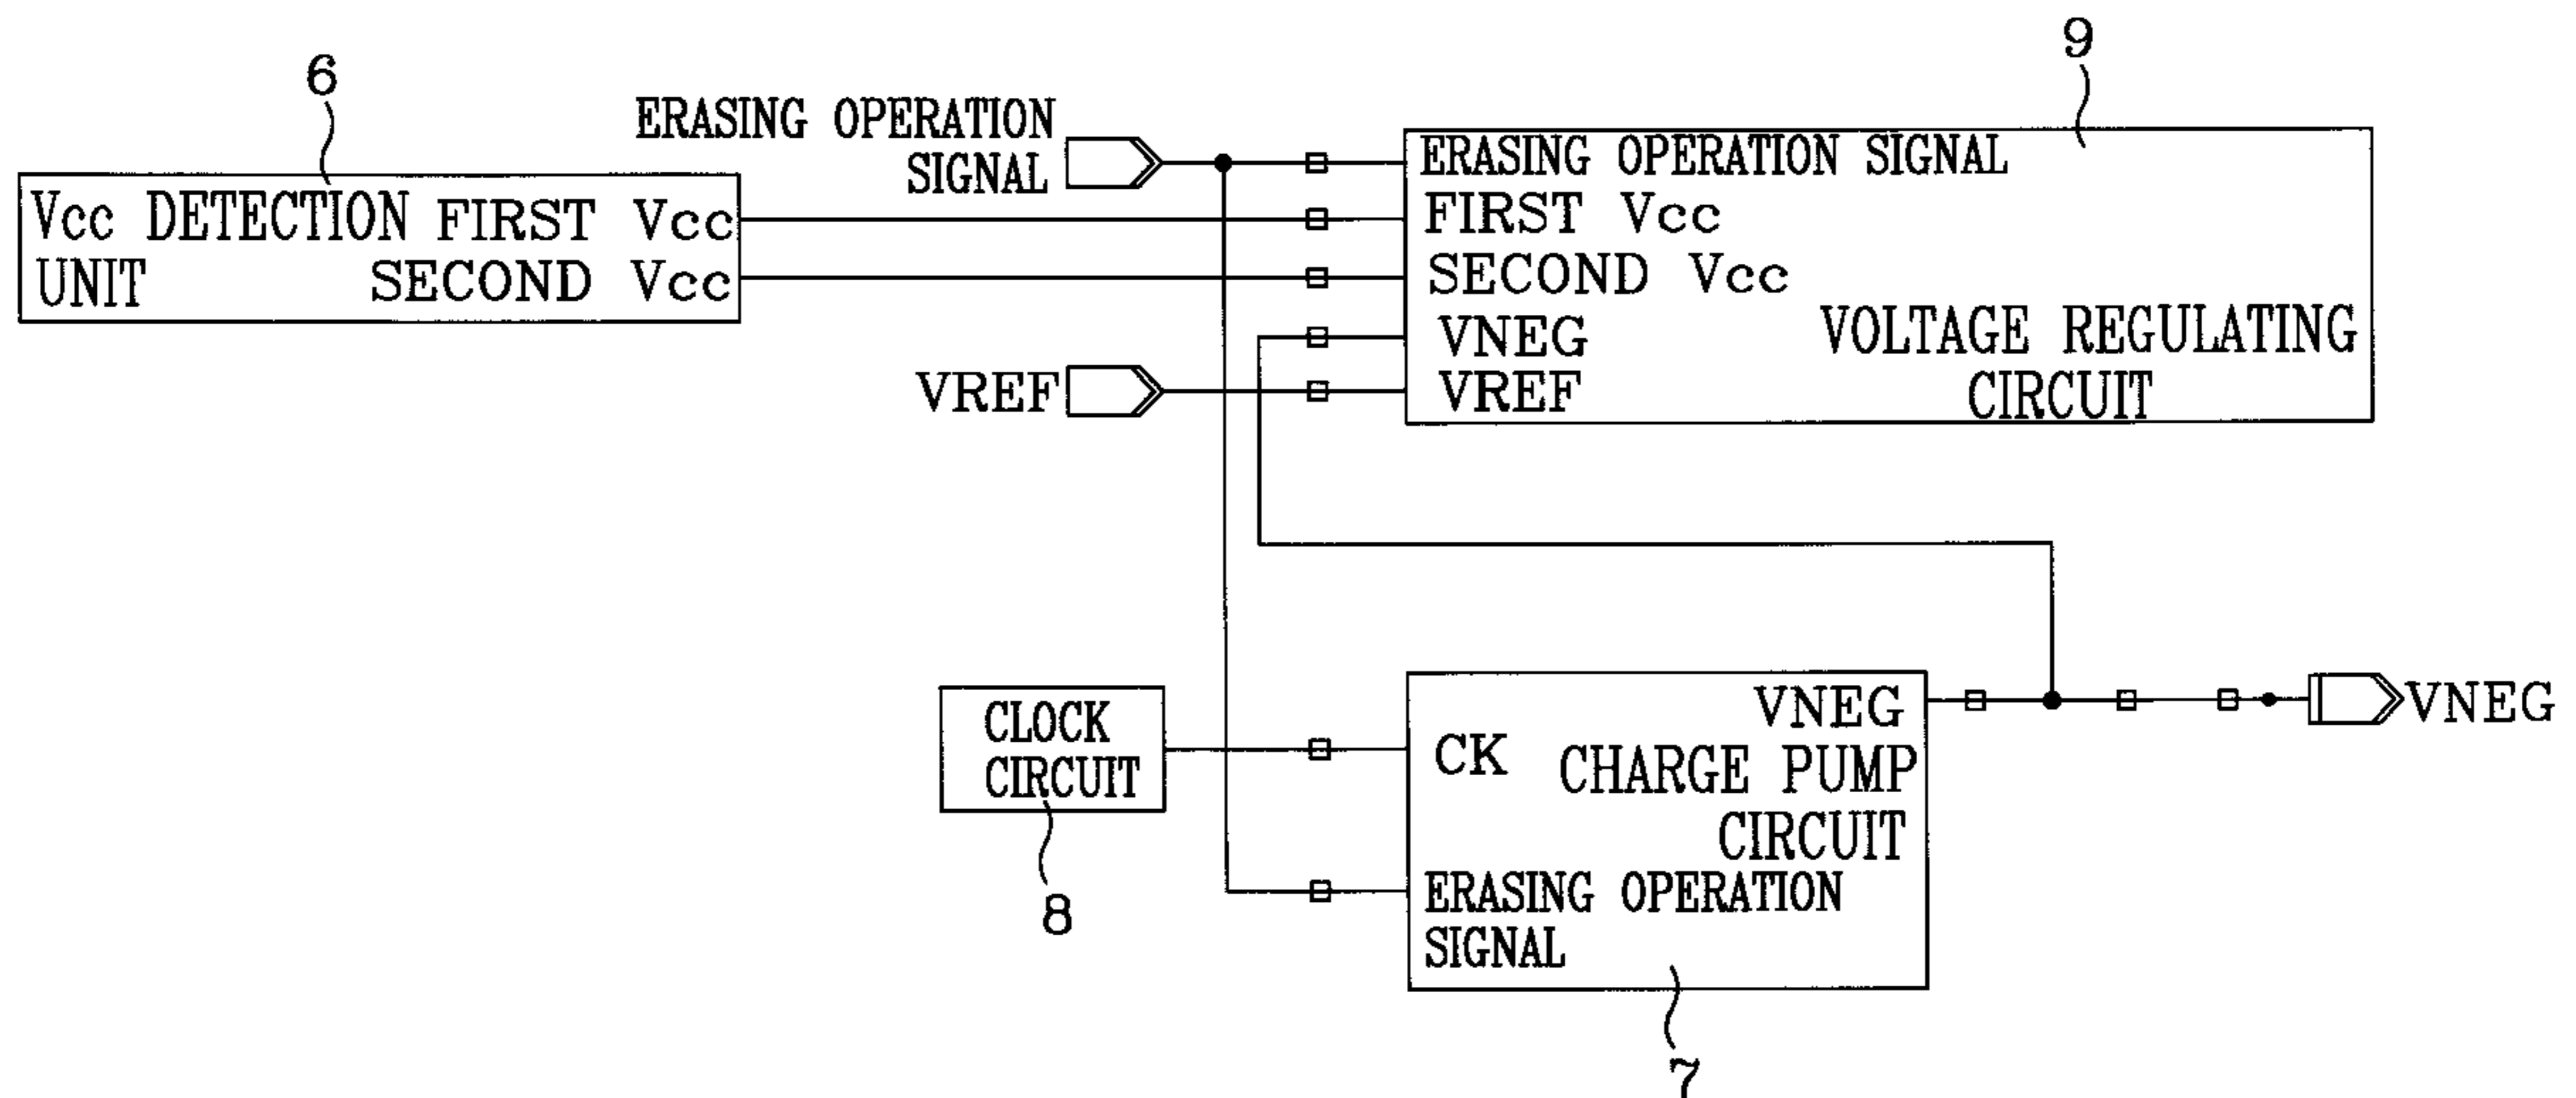 6
9
ERASING OPERATION
SIGNAL
Vcc DETECTION
UNIT
FIRST Vcc
SECOND Vcc
ERASING OPERATION SIGNAL
FIRST Vcc
SECOND Vcc
VNEG
VREF
VOLTAGE REGULATING
CIRCUIT
VREF
CLOCK
CIRCUIT
8
VNEG
CK
CHARGE PUMP
CIRCUIT
ERASING OPERATION
SIGNAL
VNEG
7